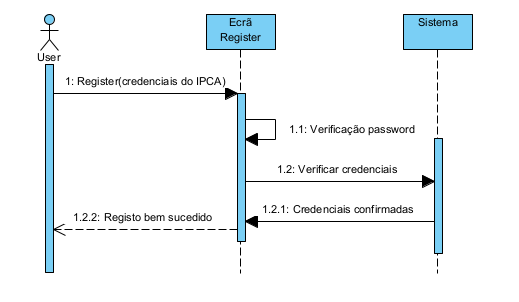 Ecrã
Register
Sistema
User
1: Register(credenciais do IPCA)
1.1: Verificação password
1.2: Verificar credenciais
1.2.1: Credenciais confirmadas
1.2.2: Registo bem sucedido